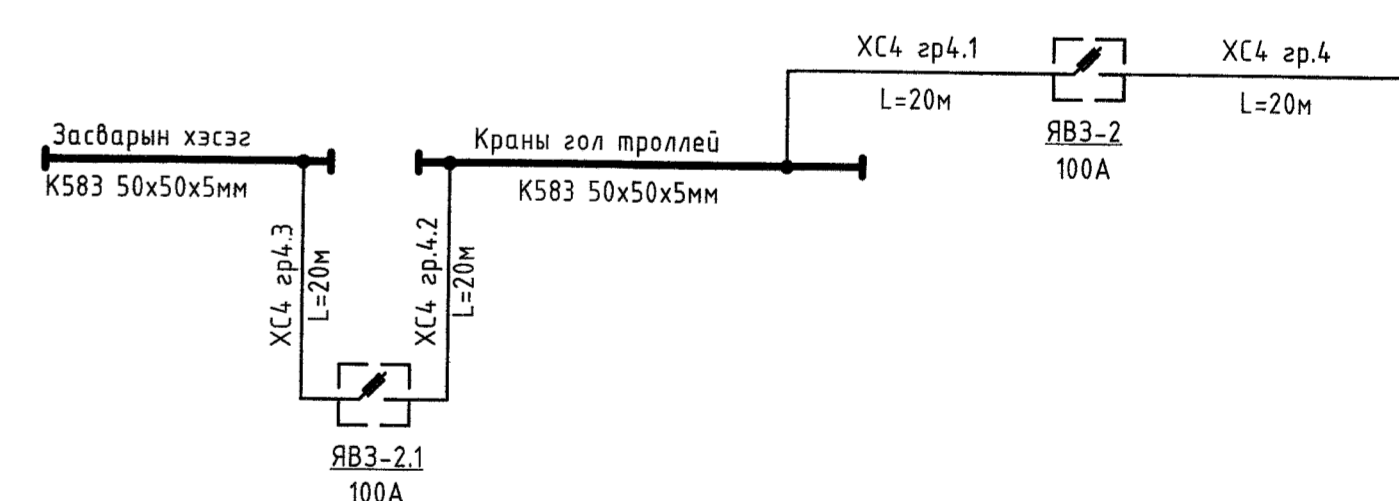 ХС4 гр4.1
L=20м
ХС4 гр.4
L=20м
ЯВЗ-2
100А
Засварын хэсэг
К583 50х50х5мм
Краны гол троллей
К583 50х50х5мм
ХС4 гр4.3
L=20м
ХС4 гр.4.2
L=20м
ЯВЗ-2.1
100А